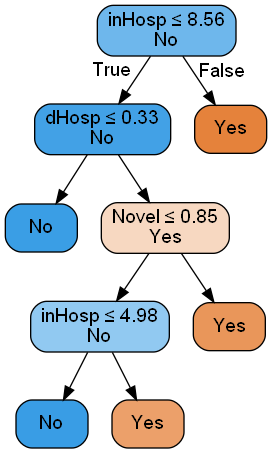 inHosp ≤ 8.56
No
True
False
dHosp ≤ 0.33
No
Yes
No
Novel ≤ 0.85
Yes
inHosp ≤ 4.98
No
Yes
No
Yes